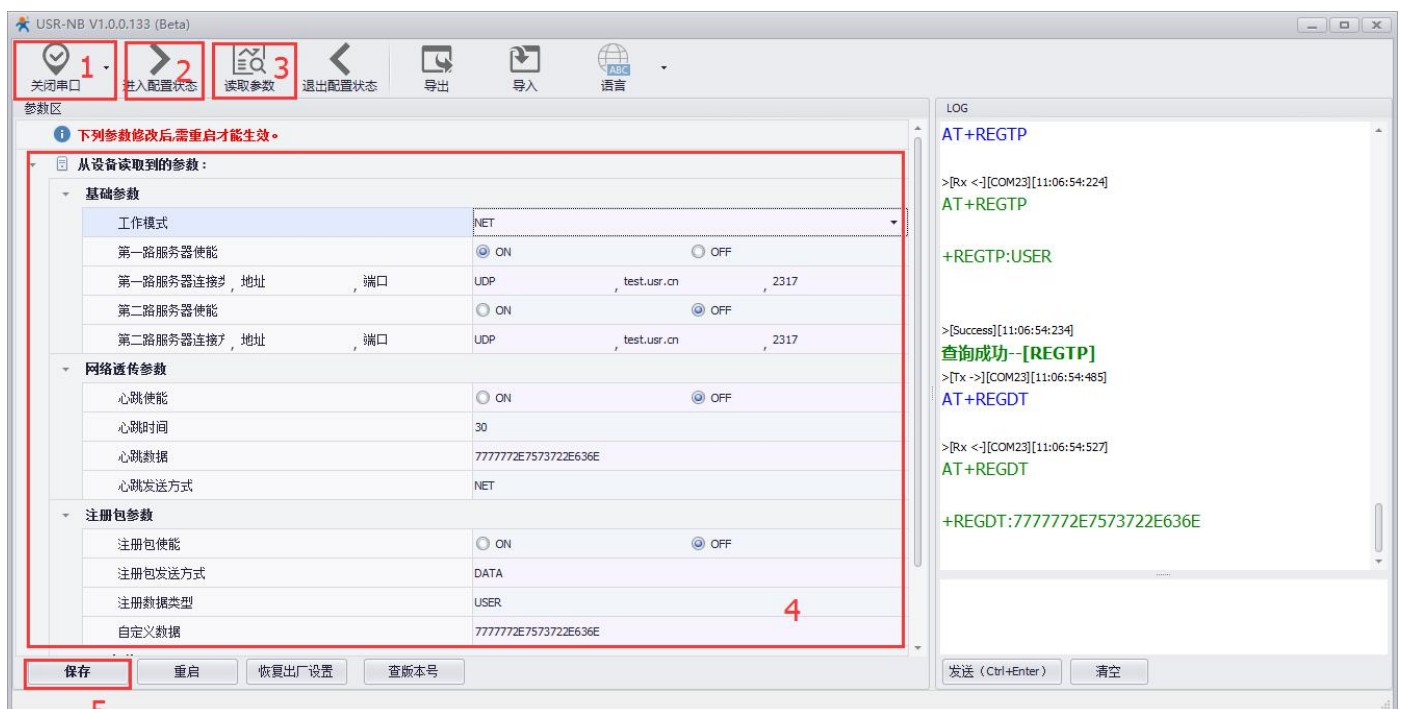 USR-NB V1.0.0.133 (Beta)
1 2 3
关闭串口 进入配置状态 读取参数 退出配置状态 导出 导入 ABC 语言
参数区
下列参数修改后需重启才能生效。
从设备读取到的参数:
基础参数
工作模式 NET
第一路服务器使能 ON OFF
第一路服务器连接 , 地址 , 端口 UDP , test.usr.cn , 2317
第二路服务器使能 ON OFF
第二路服务器连接 , 地址 , 端口 UDP , test.usr.cn , 2317
网络透传参数
心跳使能 ON OFF
心跳时间 30
心跳数据 7777772E7573722E636E
心跳发送方式 NET
注册包参数
注册包使能 ON OFF
注册包发送方式 DATA
注册数据类型 USER
4
自定义数据 7777772E7573722E636E
保存 重启 恢复出厂设置 查版本号
5
LOG
AT+REGTP
>[Rx <-][COM23][11:06:54:224]
AT+REGTP
+REGTP:USER
>[Success][11:06:54:234]
查询成功--[REGTP]
>[Tx ->][COM23][11:06:54:485]
AT+REGDT
>[Rx <-][COM23][11:06:54:527]
AT+REGDT
+REGDT:7777772E7573722E636E
发送(Ctrl+Enter) 清空